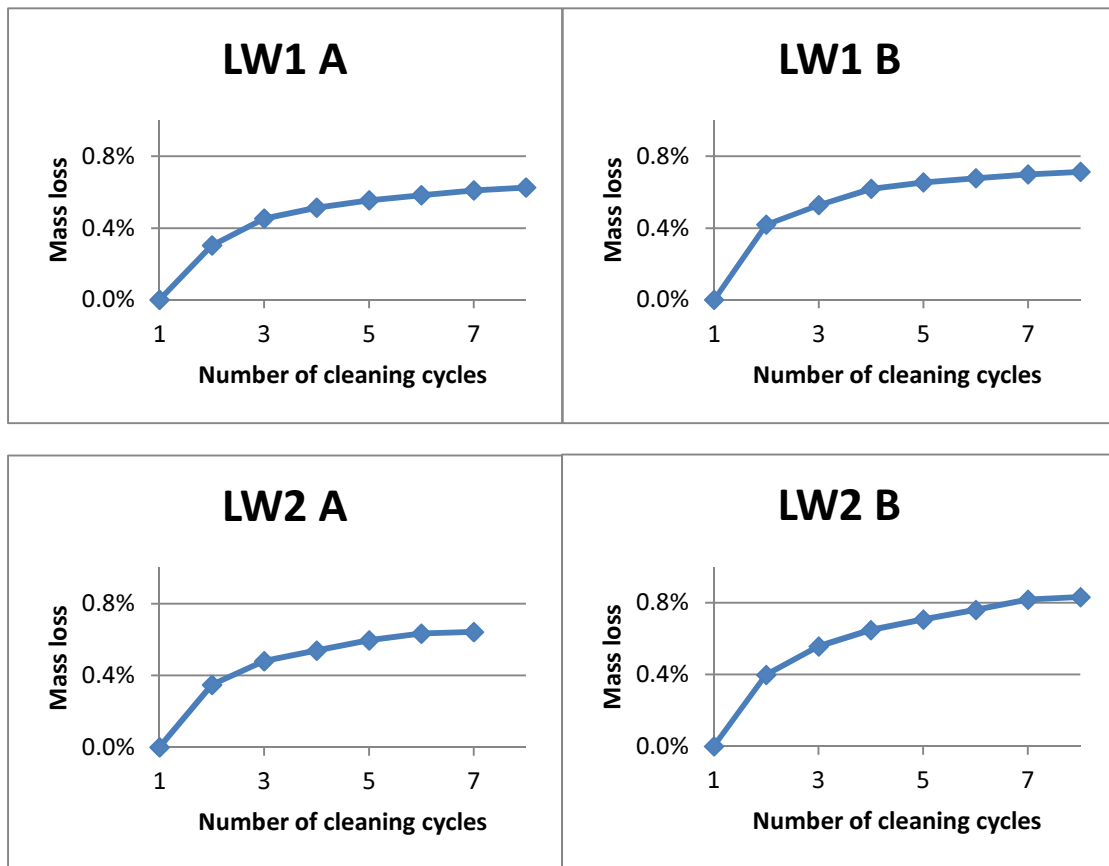 LW1 A
Mass loss
0.8%
0.4%
0.0%
1 3 5 7
Number of cleaning cycles
LW1 B
Mass loss
0.8%
0.4%
0.0%
1 3 5 7
Number of cleaning cycles
LW2 A
Mass loss
0.8%
0.4%
0.0%
1 3 5 7
Number of cleaning cycles
LW2 B
Mass loss
0.8%
0.4%
0.0%
1 3 5 7
Number of cleaning cycles